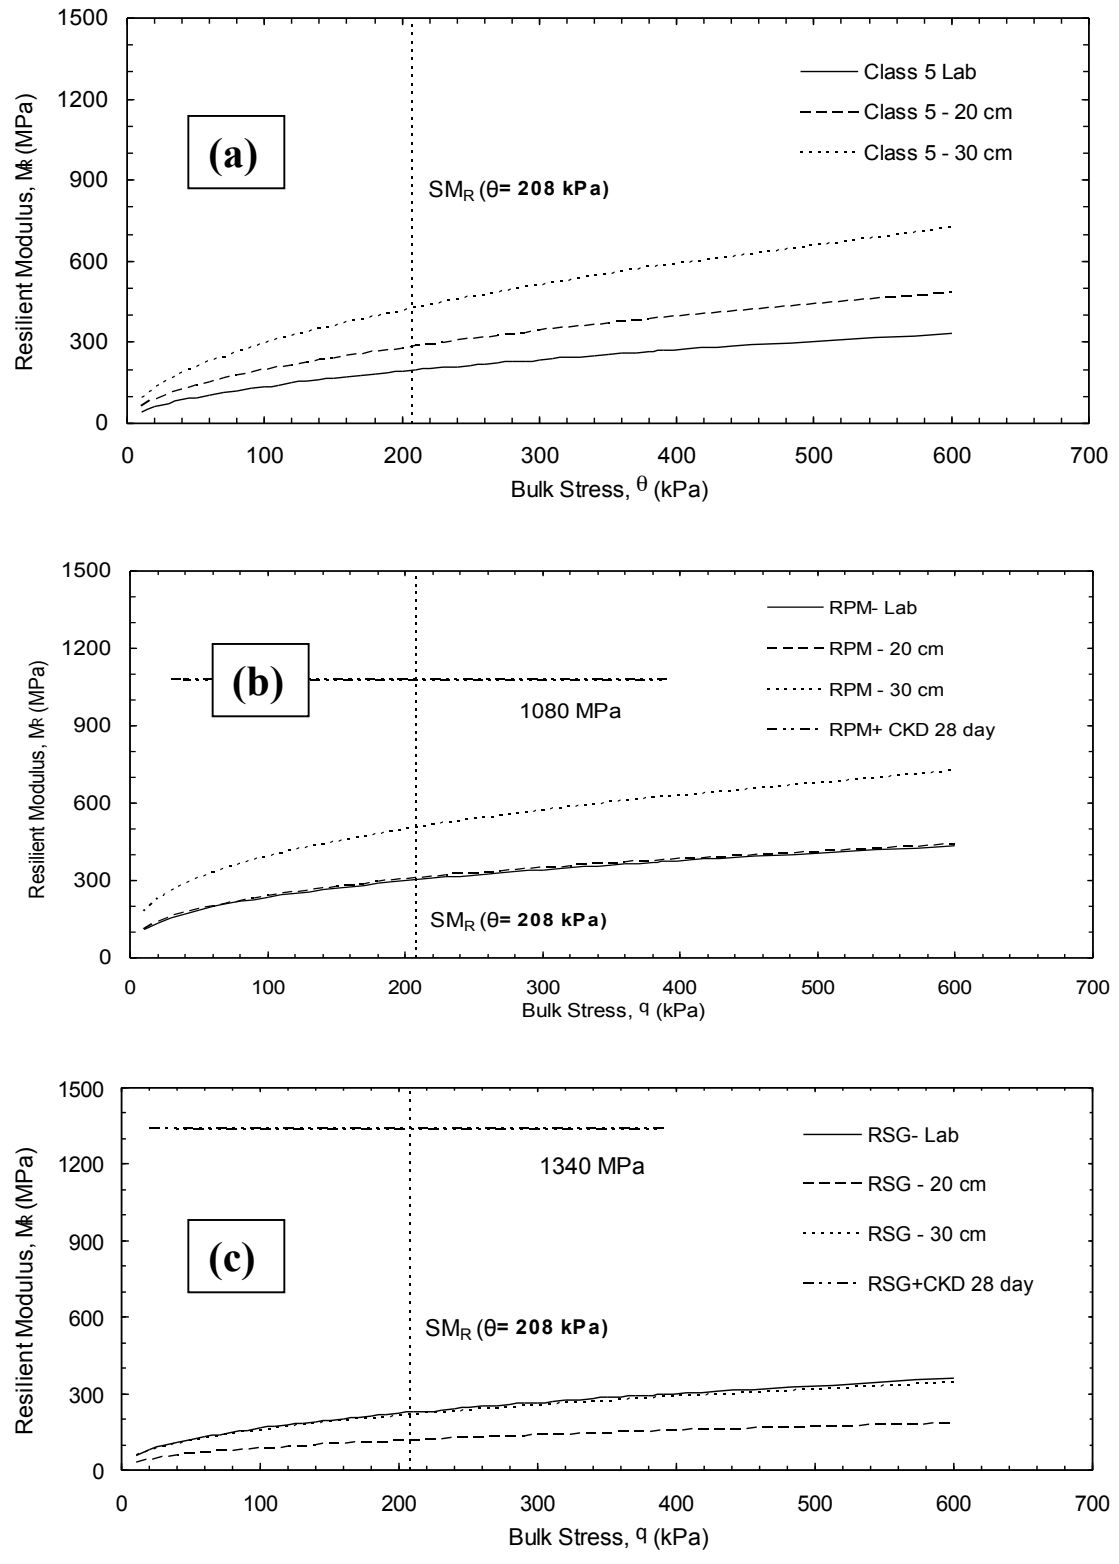 1500
1200
900
600
300
0
Resilient Modulus, MR (MPa)
(a)
Class 5 Lab
Class 5 - 20 cm
Class 5 - 30 cm
SMR (θ= 208 kPa)
0 100 200 300 400 500 600 700
Bulk Stress, θ (kPa)
1500
1200
900
600
300
0
Resilient Modulus, MR (MPa)
(b)
RPM- Lab
RPM - 20 cm
RPM - 30 cm
RPM+ CKD 28 day
1080 MPa
SMR (θ= 208 kPa)
0 100 200 300 400 500 600 700
Bulk Stress, q (kPa)
1500
1200
900
600
300
0
Resilient Modulus, MR (MPa)
(c)
RSG- Lab
RSG - 20 cm
RSG - 30 cm
RSG+CKD 28 day
1340 MPa
SMR (θ= 208 kPa)
0 100 200 300 400 500 600 700
Bulk Stress, q (kPa)